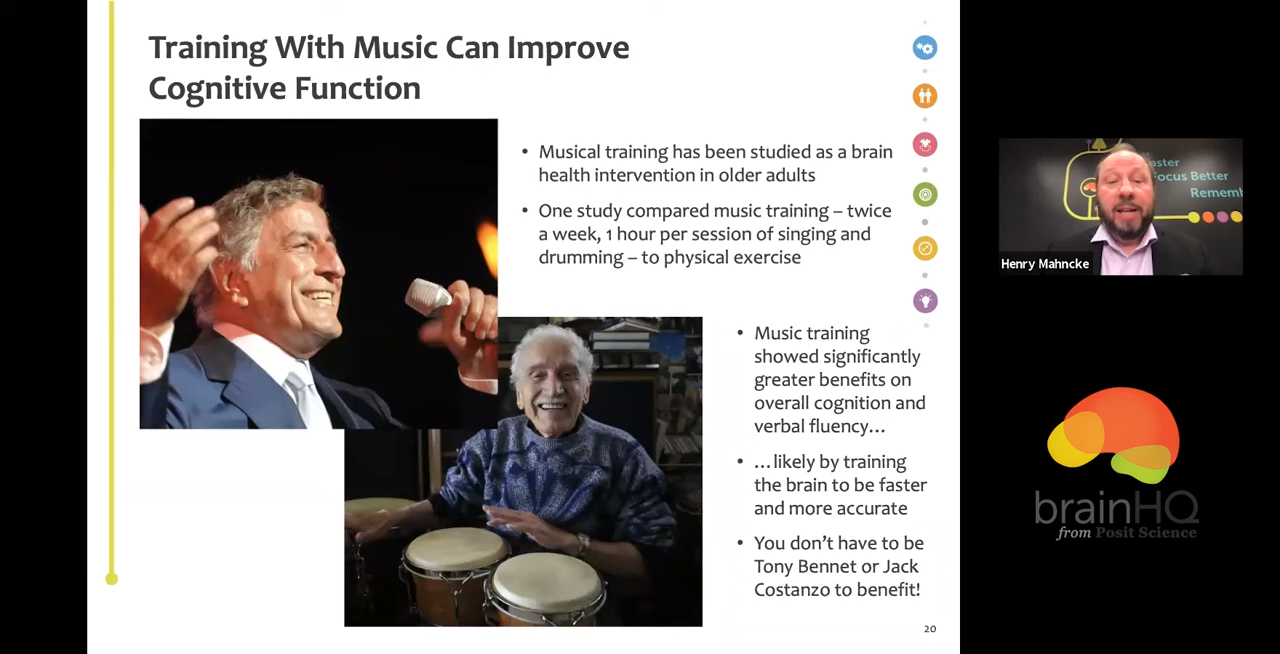 Training With Music Can Improve
Cognitive Function
• Musical training has been studied as a brain
health intervention in older adults
• One study compared music training – twice
a week, 1 hour per session of singing and
drumming – to physical exercise
• Music training
showed significantly
greater benefits on
overall cognition and
verbal fluency…
• …likely by training
the brain to be faster
and more accurate
• You don’t have to be
Tony Bennet or Jack
Costanzo to benefit!
20
aster
Focus Better
Rememb
Henry Mahncke
brainHQ
from Posit Science